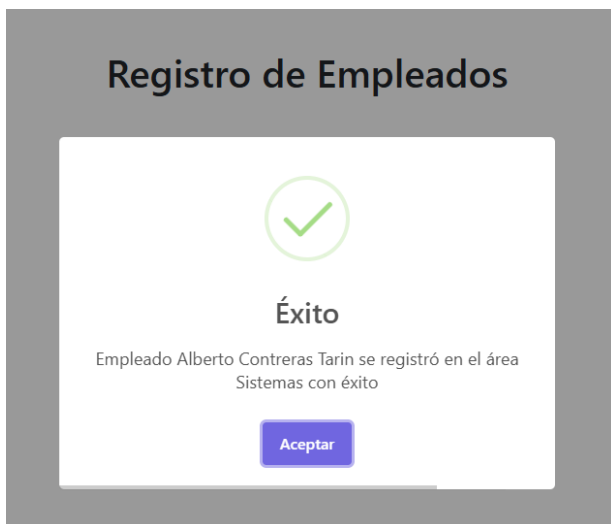 Registro de Empleados
Éxito
Empleado Alberto Contreras Tarin se registró en el área
Sistemas con éxito
Aceptar